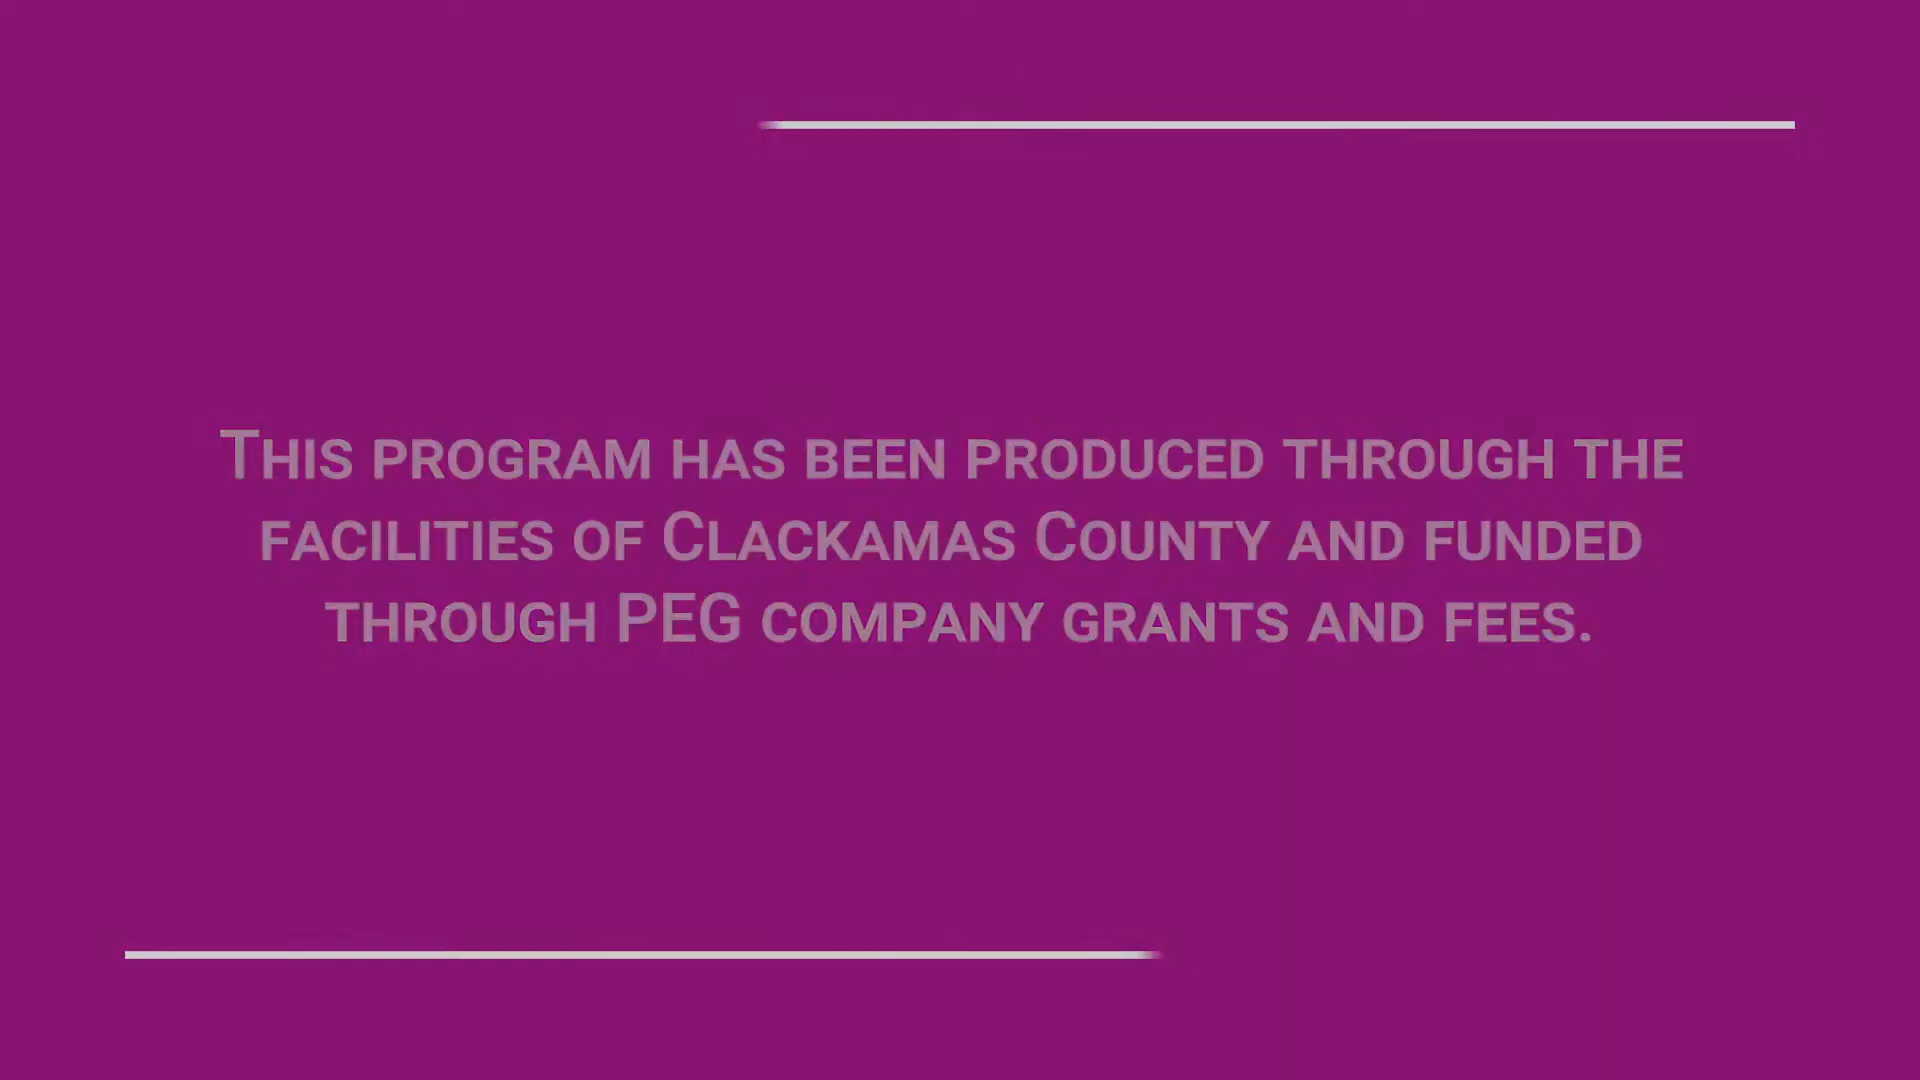 This program has been produced through the
facilities of Clackamas County and funded
through PEG company grants and fees.